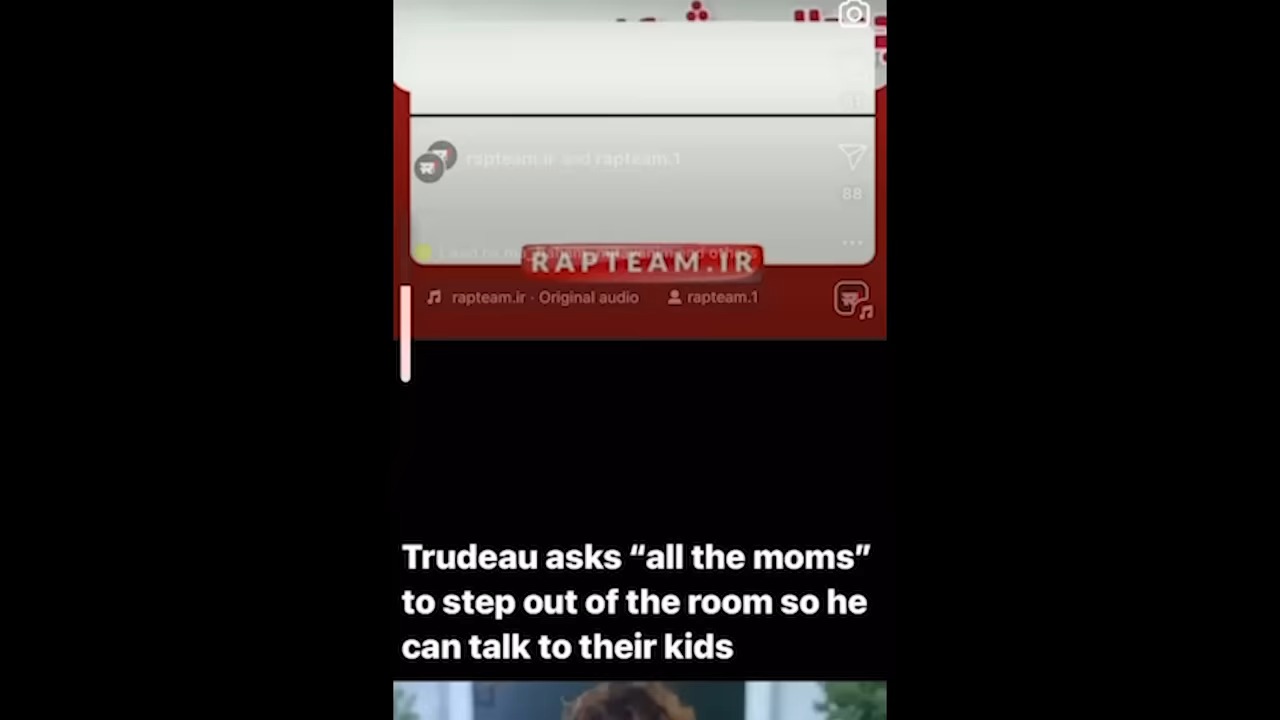 rapteam.ir and rapteam.1
88
RAPTEAM.IR
rapteam.ir · Original audio rapteam.1
Trudeau asks “all the moms”
to step out of the room so he
can talk to their kids